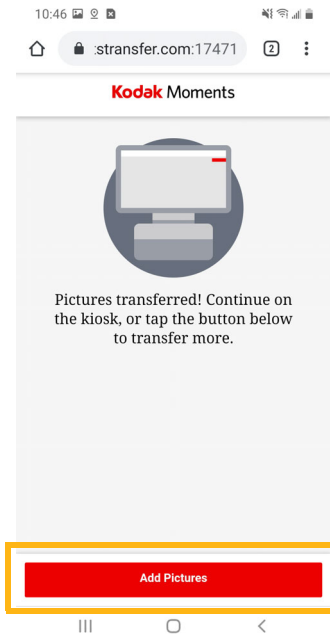 10:46
:stransfer.com:17471
2
Kodak Moments
Pictures transferred! Continue on
the kiosk, or tap the button below
to transfer more.
Add Pictures